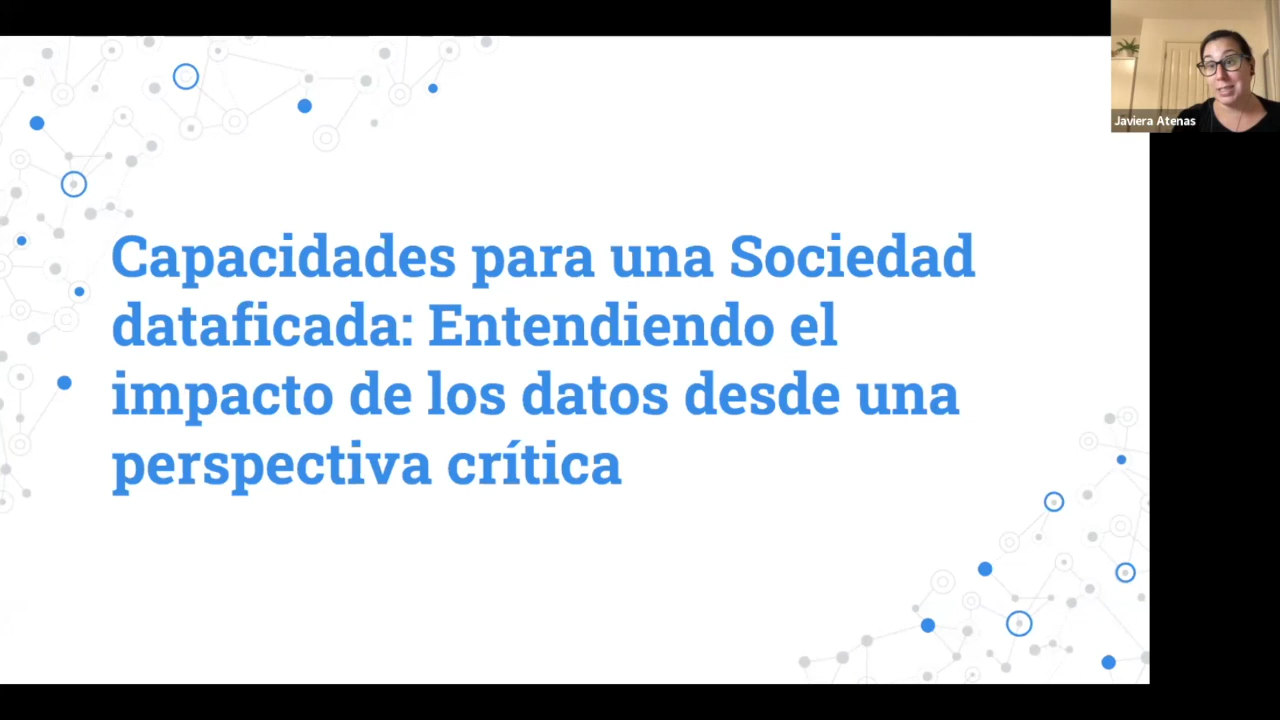 Capacidades para una Sociedad
dataficada: Entendiendo el
impacto de los datos desde una
perspectiva crítica
Javiera Atenas